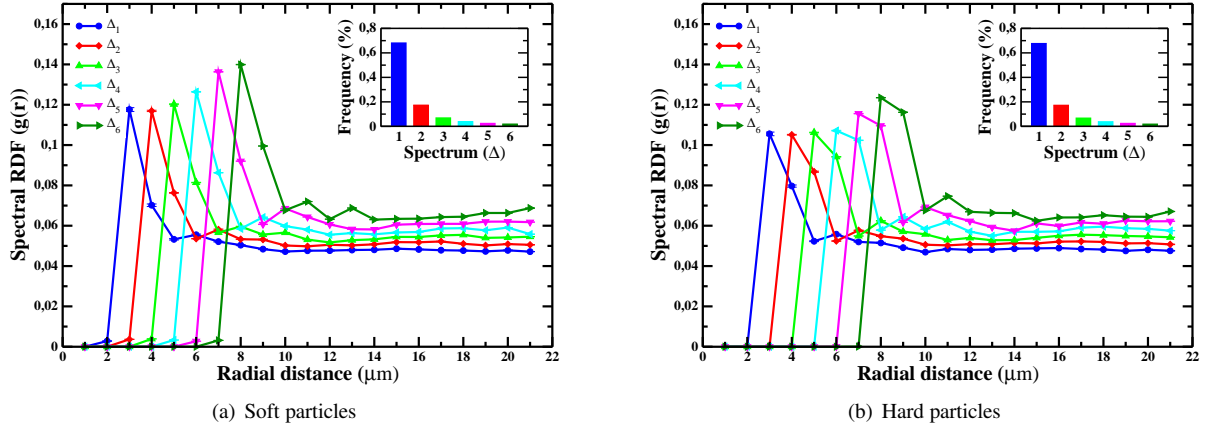 0,16
0,14
0,12
0,10
0,08
0,06
0,04
0,02
0
Spectral RDF (g(r))
Δ1
Δ2
Δ3
Δ4
Δ5
Δ6
0,8
0,6
0,4
0,2
0
Frequency (%)
1 2 3 4 5 6
Spectrum (Δ)
0 2 4 6 8 10 12 14 16 18 20 22
Radial distance (μm)
(a) Soft particles
0,16
0,14
0,12
0,10
0,08
0,06
0,04
0,02
0
Spectral RDF (g(r))
Δ1
Δ2
Δ3
Δ4
Δ5
Δ6
0,8
0,6
0,4
0,2
0
Frequency (%)
1 2 3 4 5 6
Spectrum (Δ)
0 2 4 6 8 10 12 14 16 18 20 22
Radial distance (μm)
(b) Hard particles